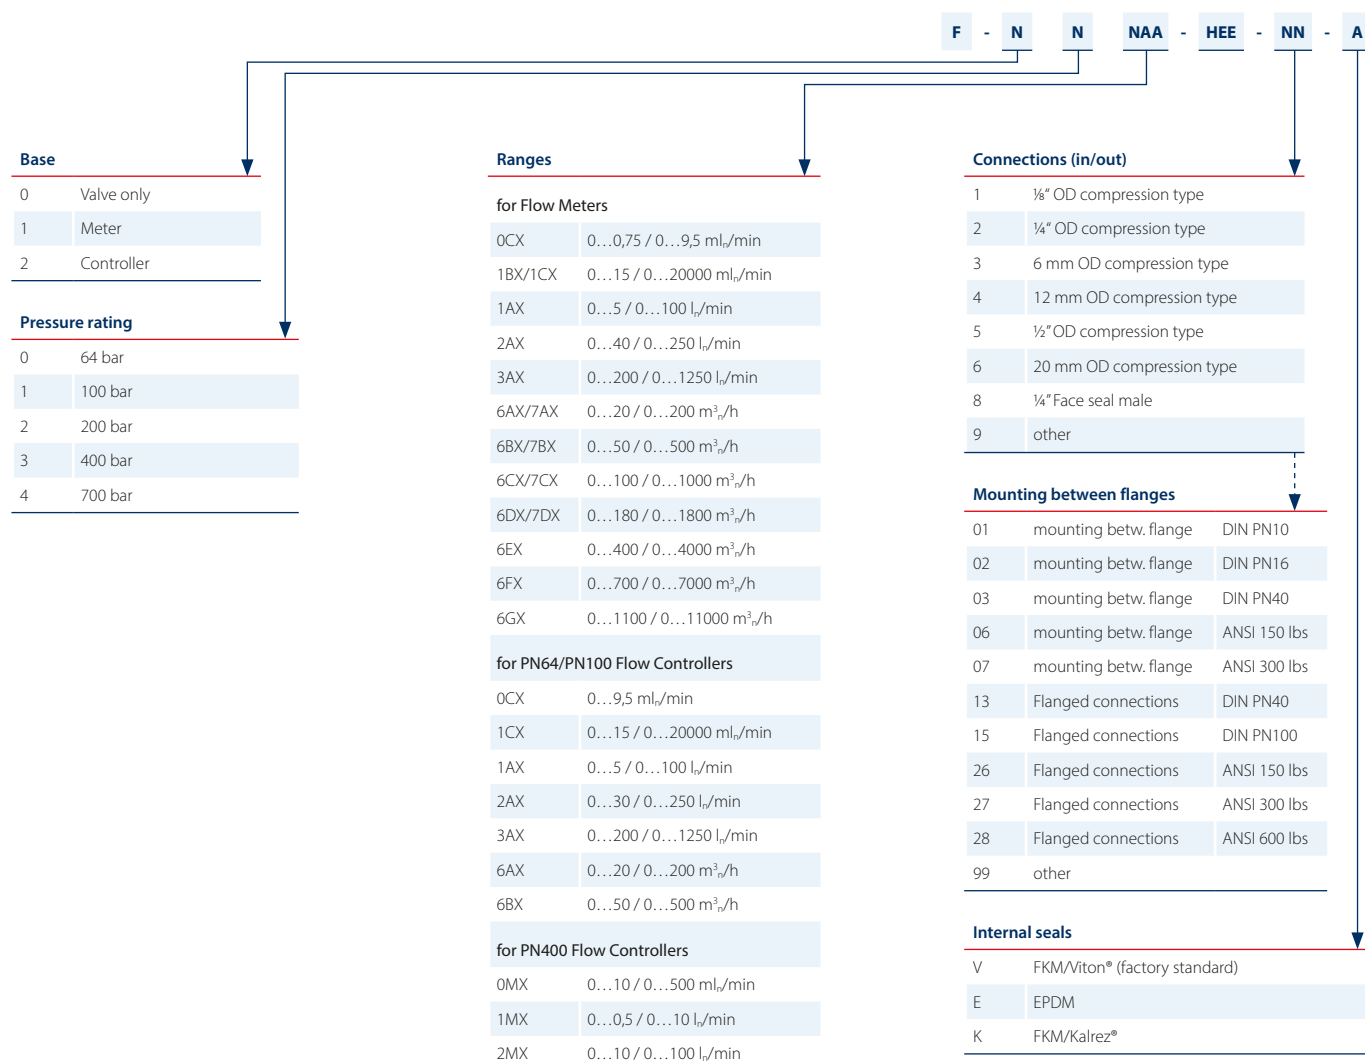 F - N N NAA - HEE - NN - A
Base
0 Valve only
1 Meter
2 Controller
Pressure rating
0 64 bar
1 100 bar
2 200 bar
3 400 bar
4 700 bar
Ranges
for Flow Meters
0CX 0…0,75 / 0…9,5 mlₙ/min
1BX/1CX 0…15 / 0…20000 mlₙ/min
1AX 0…5 / 0…100 lₙ/min
2AX 0…40 / 0…250 lₙ/min
3AX 0…200 / 0…1250 lₙ/min
6AX/7AX 0…20 / 0…200 m³ₙ/h
6BX/7BX 0…50 / 0…500 m³ₙ/h
6CX/7CX 0…100 / 0…1000 m³ₙ/h
6DX/7DX 0…180 / 0…1800 m³ₙ/h
6EX 0…400 / 0…4000 m³ₙ/h
6FX 0…700 / 0…7000 m³ₙ/h
6GX 0…1100 / 0…11000 m³ₙ/h
for PN64/PN100 Flow Controllers
0CX 0…9,5 mlₙ/min
1CX 0…15 / 0…20000 mlₙ/min
1AX 0…5 / 0…100 lₙ/min
2AX 0…30 / 0…250 lₙ/min
3AX 0…200 / 0…1250 lₙ/min
6AX 0…20 / 0…200 m³ₙ/h
6BX 0…50 / 0…500 m³ₙ/h
for PN400 Flow Controllers
0MX 0…10 / 0…500 mlₙ/min
1MX 0…0,5 / 0…10 lₙ/min
2MX 0…10 / 0…100 lₙ/min
Connections (in/out)
1 ⅛“ OD compression type
2 ¼“ OD compression type
3 6 mm OD compression type
4 12 mm OD compression type
5 ½” OD compression type
6 20 mm OD compression type
8 ¼” Face seal male
9 other
Mounting between flanges
01 mounting betw. flange DIN PN10
02 mounting betw. flange DIN PN16
03 mounting betw. flange DIN PN40
06 mounting betw. flange ANSI 150 lbs
07 mounting betw. flange ANSI 300 lbs
13 Flanged connections DIN PN40
15 Flanged connections DIN PN100
26 Flanged connections ANSI 150 lbs
27 Flanged connections ANSI 300 lbs
28 Flanged connections ANSI 600 lbs
99 other
Internal seals
V FKM/Viton® (factory standard)
E EPDM
K FKM/Kalrez®